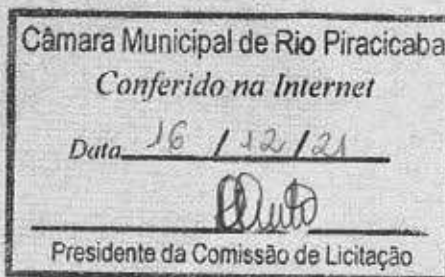 Câmara Municipal de Rio Piracicaba
Conferido na Internet
Data 16 / 12 / 21
Presidente da Comissão de Licitação